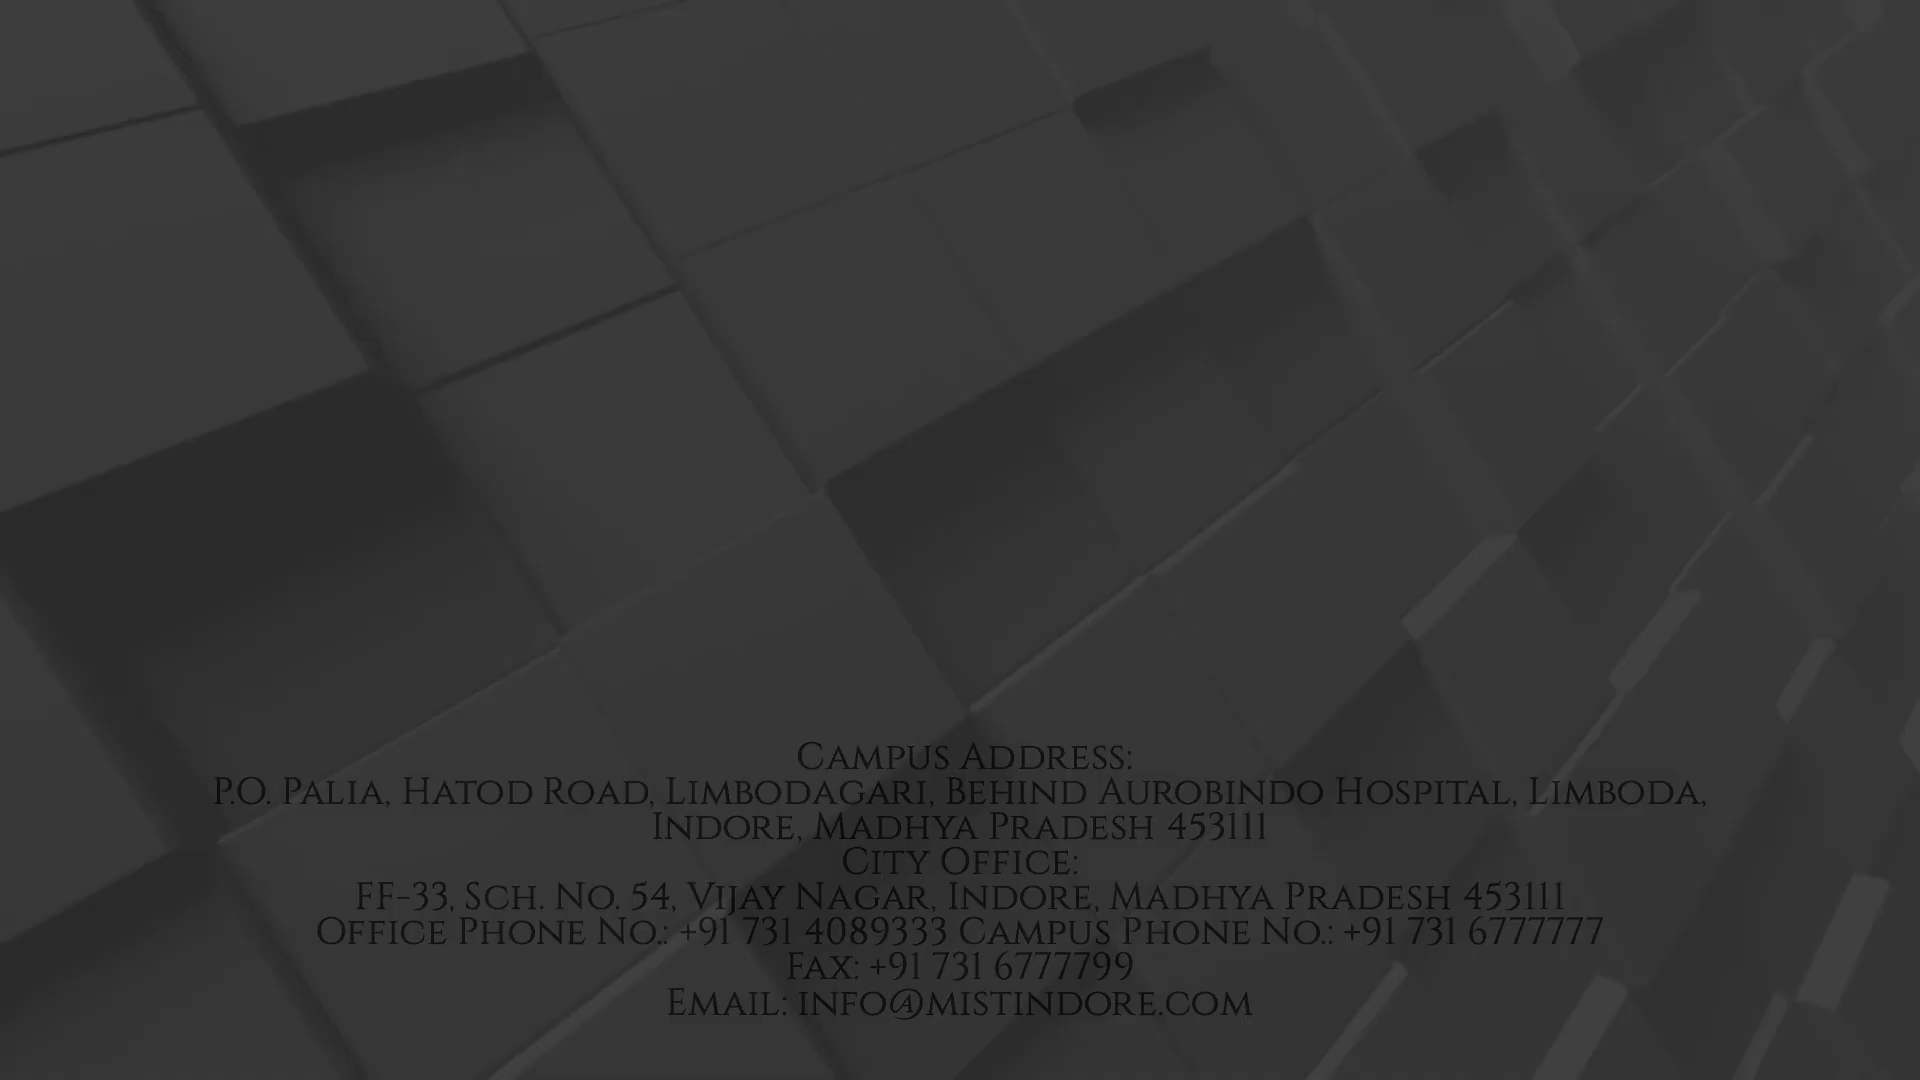 Campus Address:
P.O. Palia, Hatod Road, Limbodagari, Behind Aurobindo Hospital, Limboda,
Indore, Madhya Pradesh 453111
City Office:
FF-33, Sch. No. 54, Vijay Nagar, Indore, Madhya Pradesh 453111
Office Phone No.: +91 731 4089333 Campus Phone No.: +91 731 6777777
Fax: +91 731 6777799
Email: info@mistindore.com